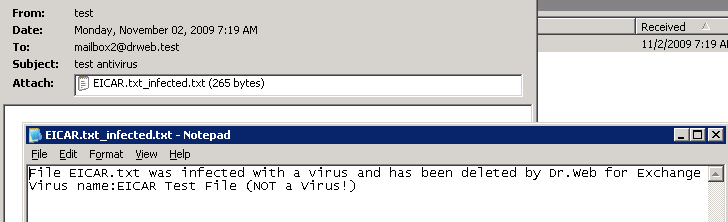 From: test
Date: Monday, November 02, 2009 7:19 AM
To: mailbox2@drweb.test
Subject: test antivirus
Attach: EICAR.txt_infected.txt (265 bytes)
Received
11/2/2009 7:19 A
EICAR.txt_infected.txt - Notepad
File Edit Format View Help
File EICAR.txt was infected with a virus and has been deleted by Dr.Web for Exchange
Virus name:EICAR Test File (NOT a Virus!)